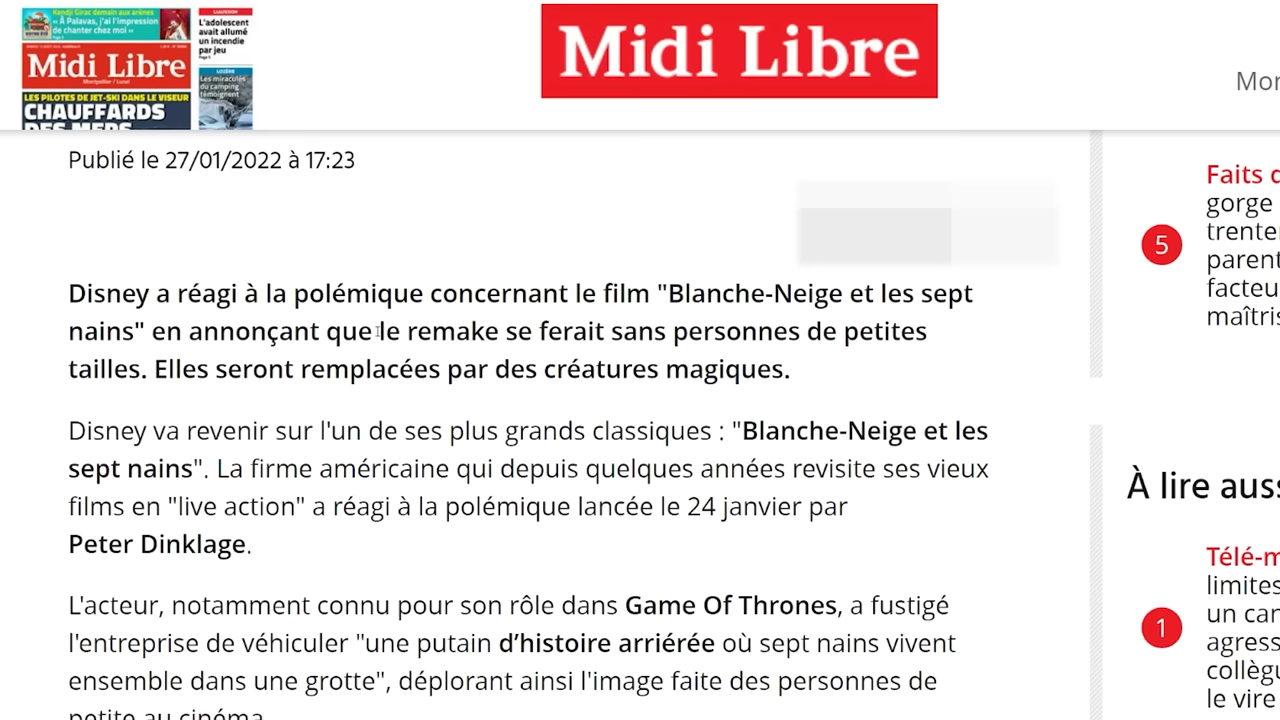 Kendji Girac demain aux arènes
« À Palavas, j'ai l'impression
de chanter chez moi »
Midi Libre
Montpellier / Lunel
LES PILOTES DE JET-SKI DANS LE VISEUR
CHAUFFARDS
DES MERS
L'adolescent
avait allumé
un incendie
par jeu
LOZÈRE
Les miraculés
du camping
témoignent
Midi Libre
Mon
Publié le 27/01/2022 à 17:23
Disney a réagi à la polémique concernant le film "Blanche-Neige et les sept
nains" en annonçant que le remake se ferait sans personnes de petites
tailles. Elles seront remplacées par des créatures magiques.
Disney va revenir sur l'un de ses plus grands classiques : "Blanche-Neige et les
sept nains". La firme américaine qui depuis quelques années revisite ses vieux
films en "live action" a réagi à la polémique lancée le 24 janvier par
Peter Dinklage.
L'acteur, notamment connu pour son rôle dans Game Of Thrones, a fustigé
l'entreprise de véhiculer "une putain d’histoire arriérée où sept nains vivent
ensemble dans une grotte", déplorant ainsi l'image faite des personnes de
petite au cinéma
5
Faits d
gorge
trente
parent
facteu
maîtris
À lire auss
1
Télé-m
limites
un car
agress
collègu
le vire